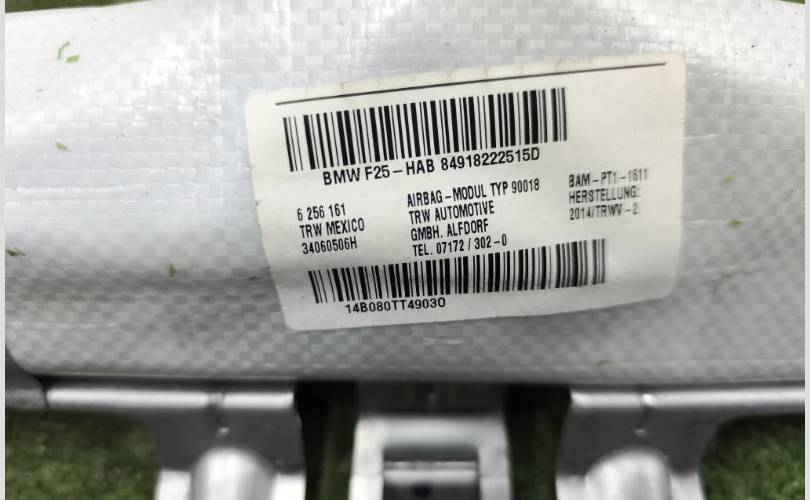 BMW F25-HAB 84918222515D
6 256 161
TRW MEXICO
34060506H
AIRBAG-MODUL TYP 90018
TRW AUTOMOTIVE
GMBH. ALFDORF
TEL. 07172 / 302-0
BAM-PT1-1611
HERSTELLUNG:
2014/TRWV-2
14B080TT4903O